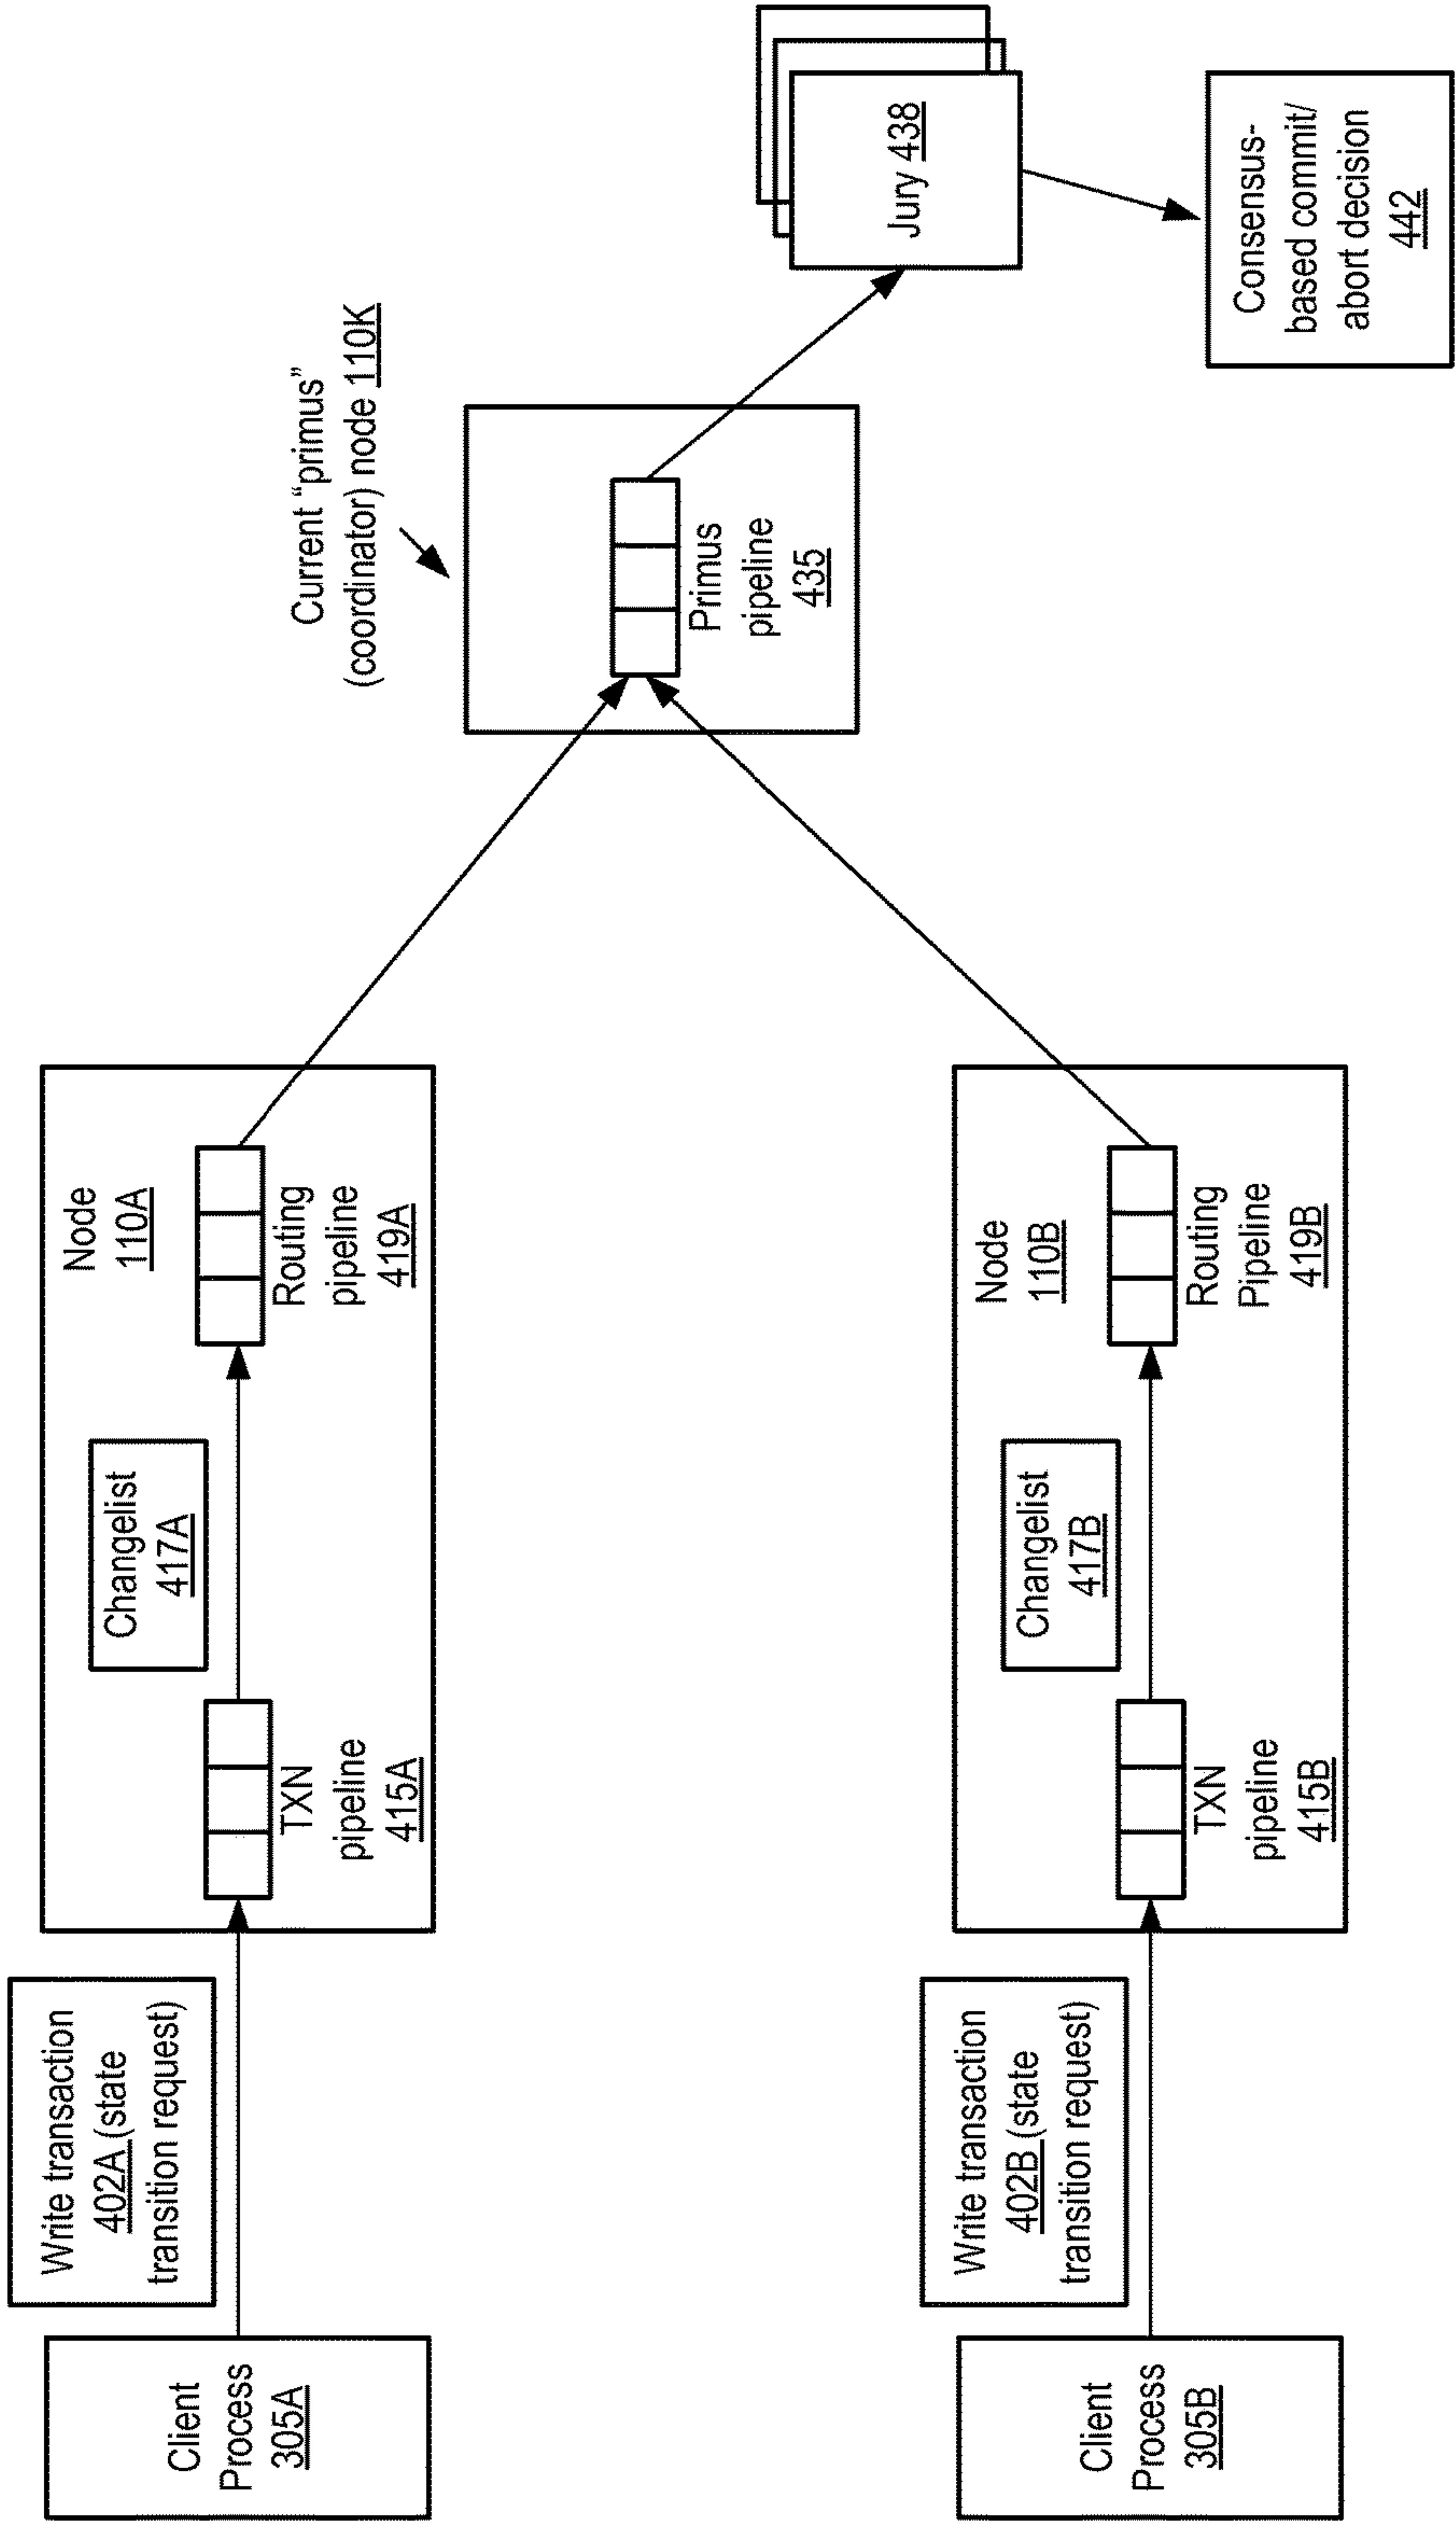 Client
Process
305A
Write transaction
402A (state
transition request)
TXN
pipeline
415A
Changelist
417A
Node
110A
Routing
pipeline
419A
Current “primus”
(coordinator) node 110K
Primus
pipeline
435
Jury 438
Consensus-
based commit/
abort decision
442
Client
Process
305B
Write transaction
402B (state
transition request)
TXN
pipeline
415B
Changelist
417B
Node
110B
Routing
Pipeline
419B